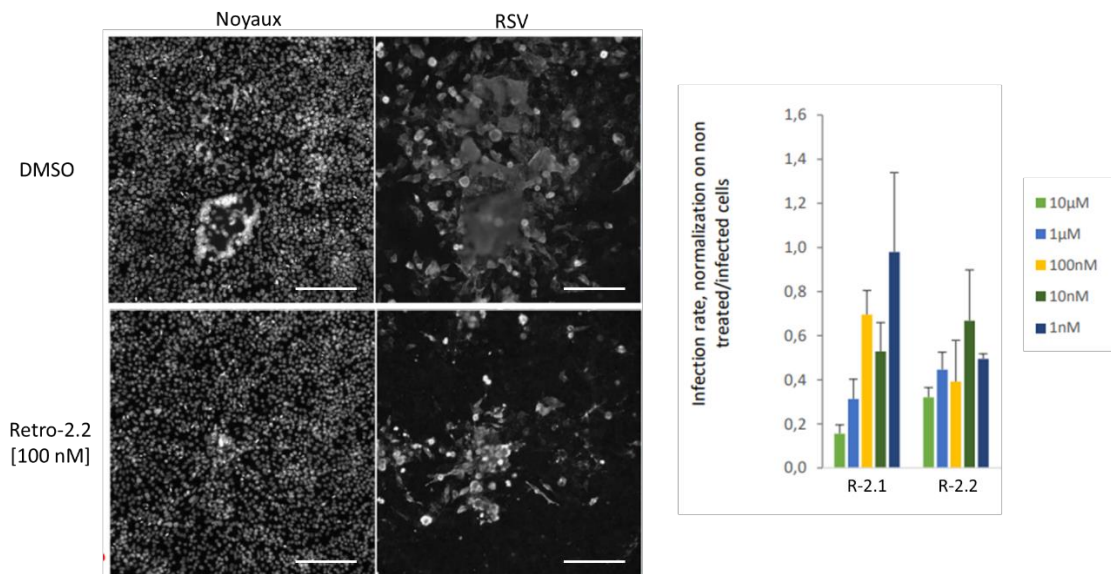 Noyaux
RSV
DMSO
Retro-2.2
[100 nM]
Infection rate, normalization on non
treated/infected cells
1,6
1,4
1,2
1,0
0,8
0,6
0,4
0,2
0,0
R-2.1
R-2.2
10µM
1µM
100nM
10nM
1nM